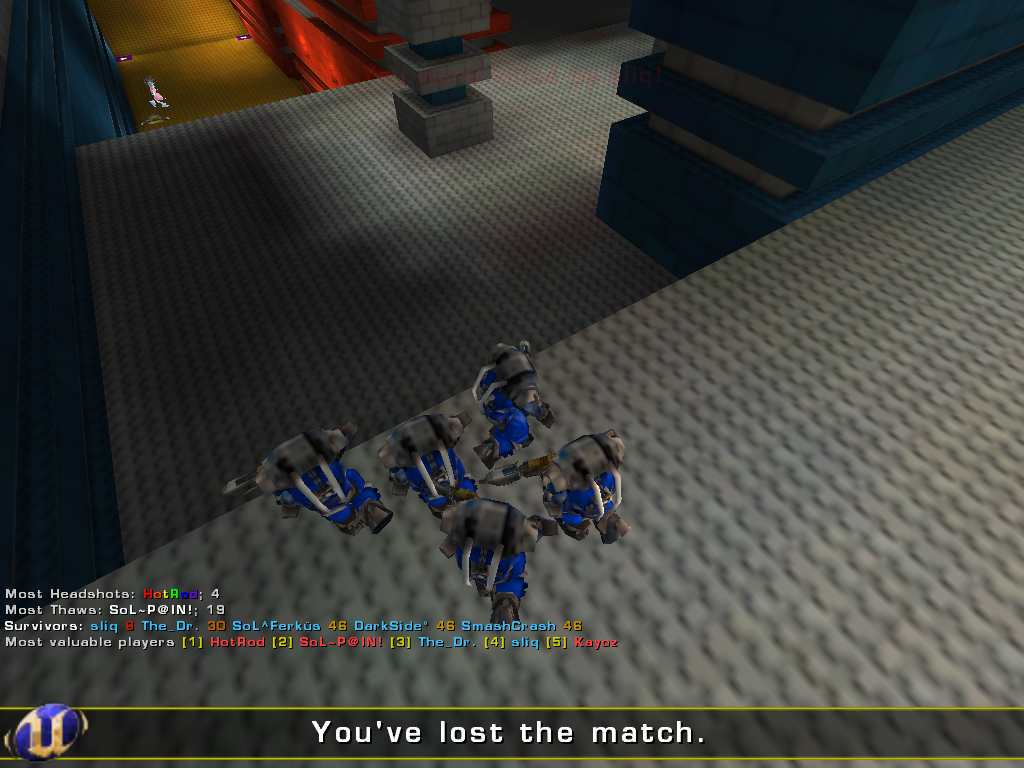 Most Headshots: HotRod; 4
Most Thaws: SoL~P@IN!; 19
Survivors: sliq 8 The_Dr. 30 SoL^Ferküs 46 DarkSide° 46 SmashCrash 46
Most valuable players [1] HotRod [2] SoL~P@IN! [3] The_Dr. [4] sliq [5] Kayoz
You've lost the match.